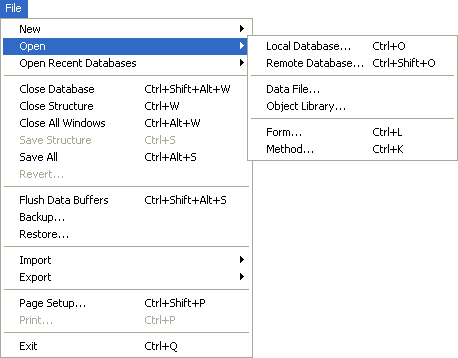 File
New
Open
Open Recent Databases
Close Database Ctrl+Shift+Alt+W
Close Structure Ctrl+W
Close All Windows Ctrl+Alt+W
Save Structure Ctrl+S
Save All Ctrl+Alt+S
Revert...
Flush Data Buffers Ctrl+Shift+Alt+S
Backup...
Restore...
Import
Export
Page Setup... Ctrl+Shift+P
Print... Ctrl+P
Exit Ctrl+Q
Local Database... Ctrl+O
Remote Database... Ctrl+Shift+O
Data File...
Object Library...
Form... Ctrl+L
Method... Ctrl+K